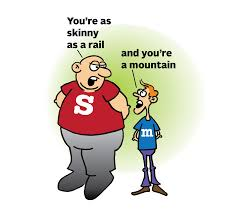 You're as
skinny
as a rail
and you're
a mountain
S
m